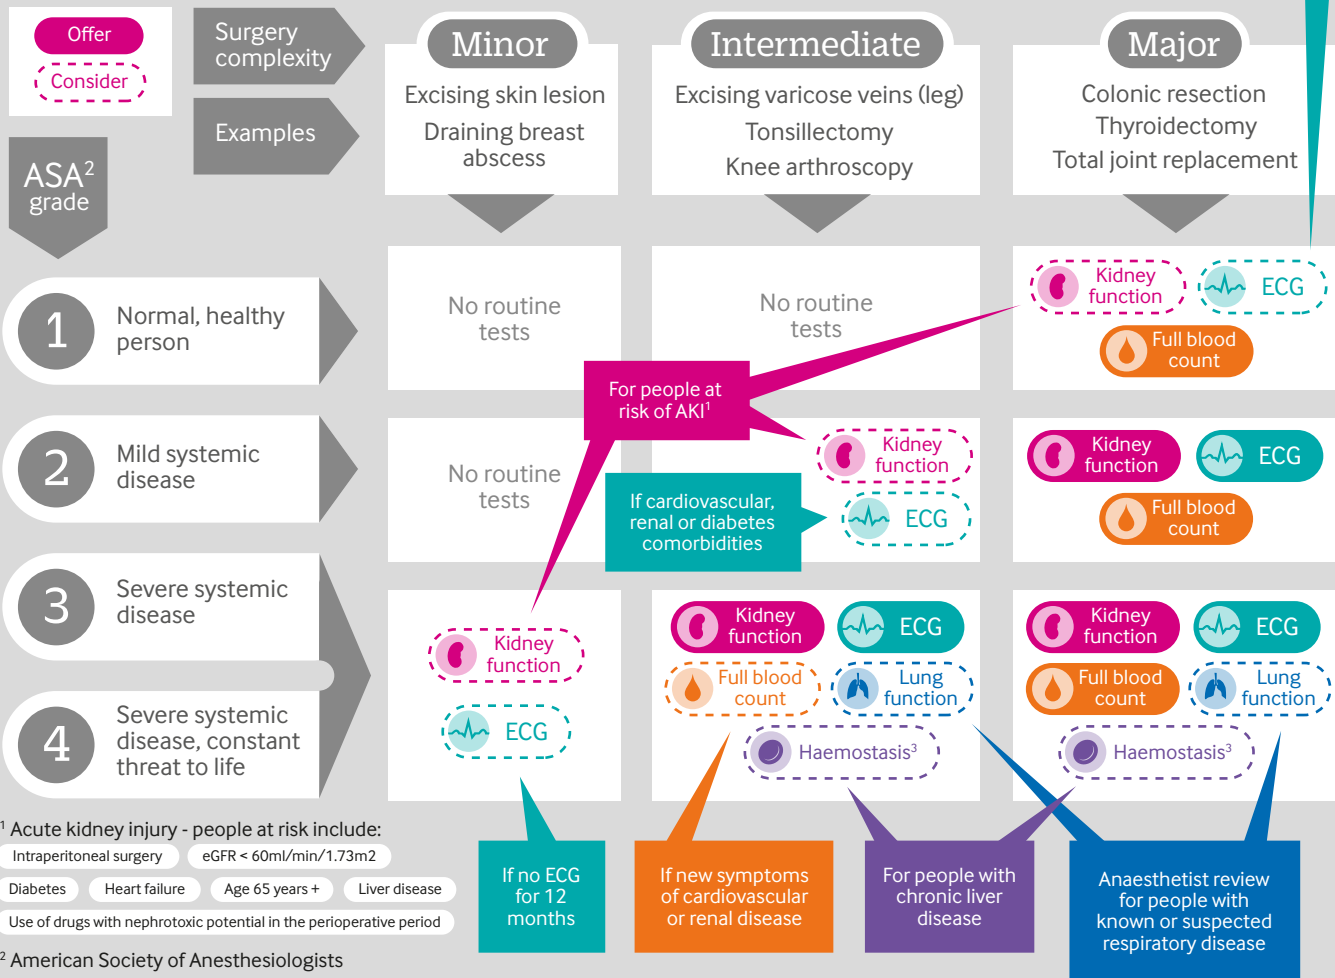 Offer
Consider
Surgery
complexity
Examples
Minor
Excising skin lesion
Draining breast
abscess
Intermediate
Excising varicose veins (leg)
Tonsillectomy
Knee arthroscopy
Major
Colonic resection
Thyroidectomy
Total joint replacement
ASA²
grade
1
Normal, healthy
person
No routine
tests
No routine
tests
Kidney
function
ECG
Full blood
count
For people at
risk of AKI¹
2
Mild systemic
disease
No routine
tests
If cardiovascular,
renal or diabetes
comorbidities
Kidney
function
ECG
Kidney
function
ECG
Full blood
count
3
Severe systemic
disease
4
Severe systemic
disease, constant
threat to life
Kidney
function
ECG
Kidney
function
ECG
Full blood
count
Lung
function
Haemostasis³
Kidney
function
ECG
Full blood
count
Lung
function
Haemostasis³
If no ECG
for 12
months
If new symptoms
of cardiovascular
or renal disease
For people with
chronic liver
disease
Anaesthetist review
for people with
known or suspected
respiratory disease
¹ Acute kidney injury - people at risk include:
Intraperitoneal surgery
eGFR < 60ml/min/1.73m2
Diabetes
Heart failure
Age 65 years +
Liver disease
Use of drugs with nephrotoxic potential in the perioperative period
² American Society of Anesthesiologists